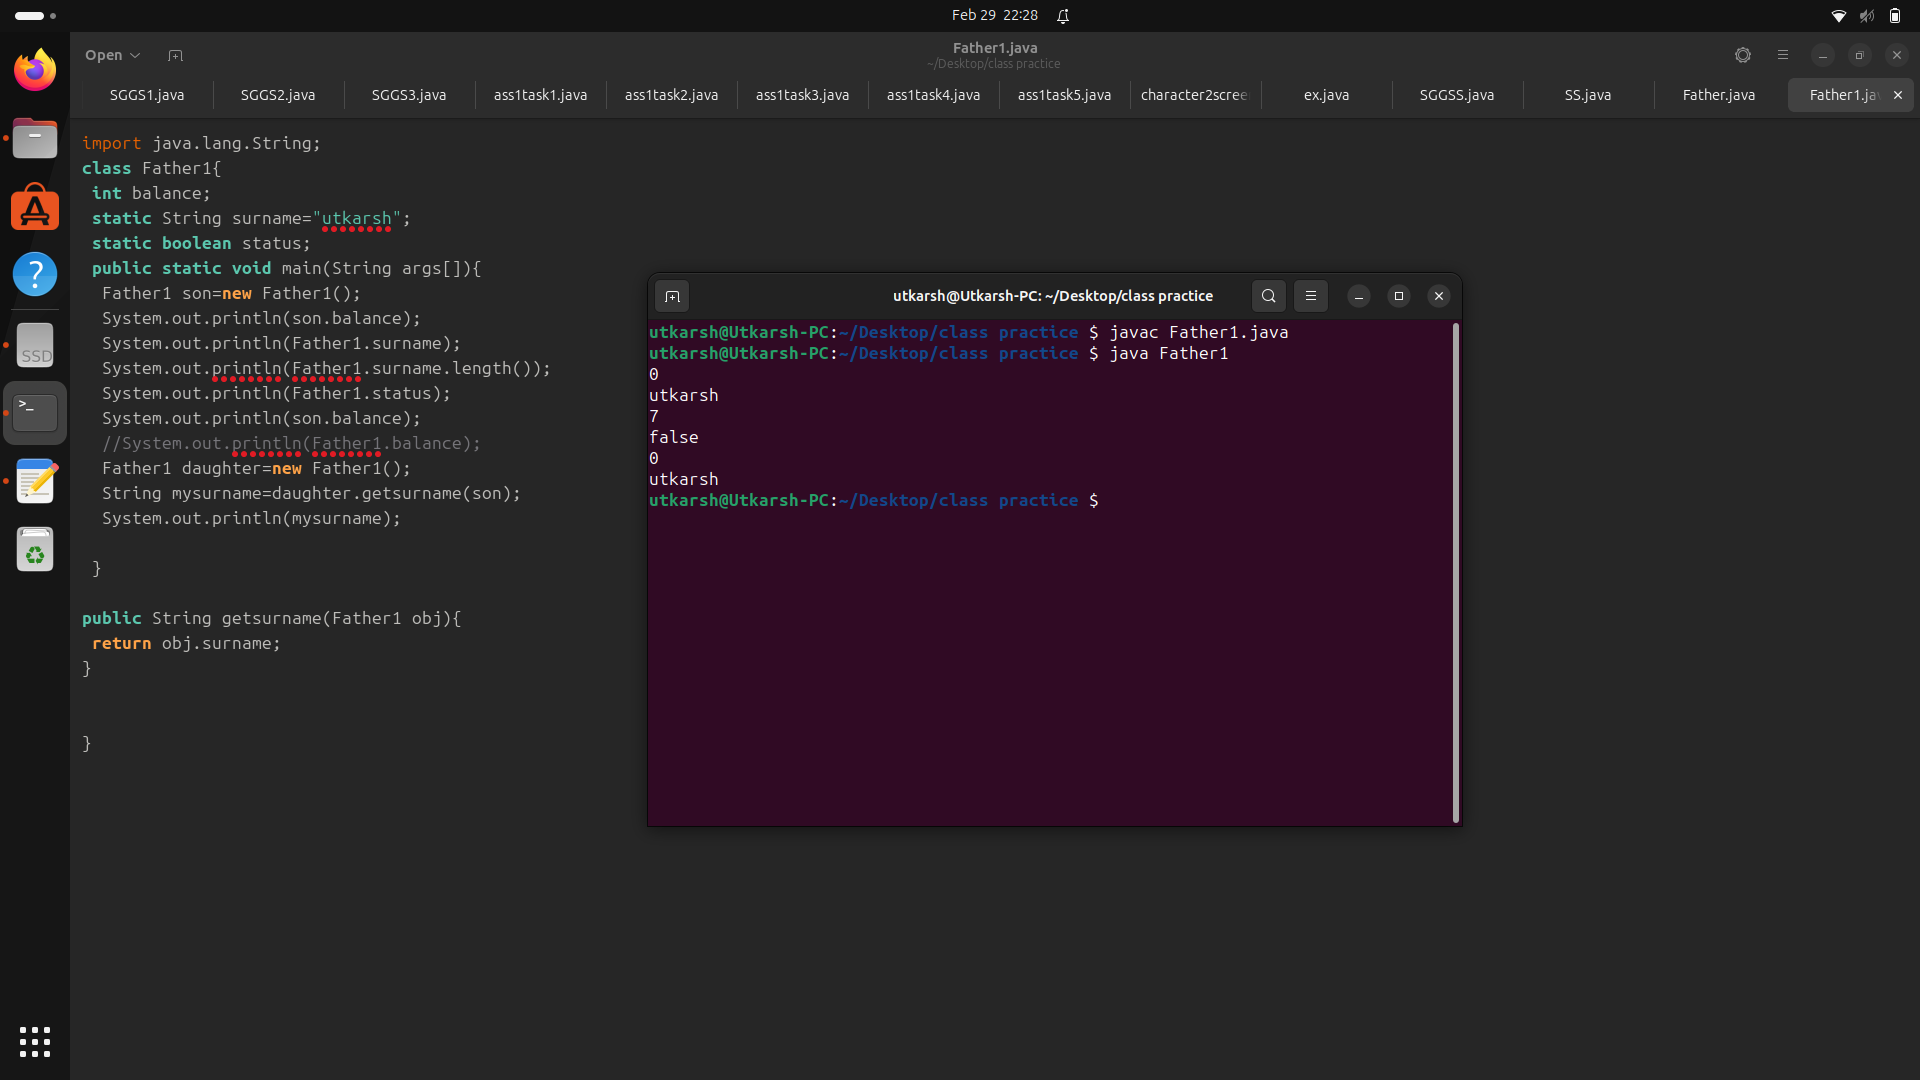 Feb 29 22:28
Open
Father1.java
~/Desktop/class practice
SGGS1.java SGGS2.java SGGS3.java ass1task1.java ass1task2.java ass1task3.java ass1task4.java ass1task5.java character2scree ex.java SGGSS.java SS.java Father.java Father1.ja
import java.lang.String;
class Father1{
int balance;
static String surname="utkarsh";
static boolean status;
public static void main(String args[]){
Father1 son=new Father1();
System.out.println(son.balance);
System.out.println(Father1.surname);
System.out.println(Father1.surname.length());
System.out.println(Father1.status);
System.out.println(son.balance);
//System.out.println(Father1.balance);
Father1 daughter=new Father1();
String mysurname=daughter.getsurname(son);
System.out.println(mysurname);
}
public String getsurname(Father1 obj){
return obj.surname;
}
}
utkarsh@Utkarsh-PC: ~/Desktop/class practice
utkarsh@Utkarsh-PC:~/Desktop/class practice $ javac Father1.java
utkarsh@Utkarsh-PC:~/Desktop/class practice $ java Father1
0
utkarsh
7
false
0
utkarsh
utkarsh@Utkarsh-PC:~/Desktop/class practice $
SSD
>_